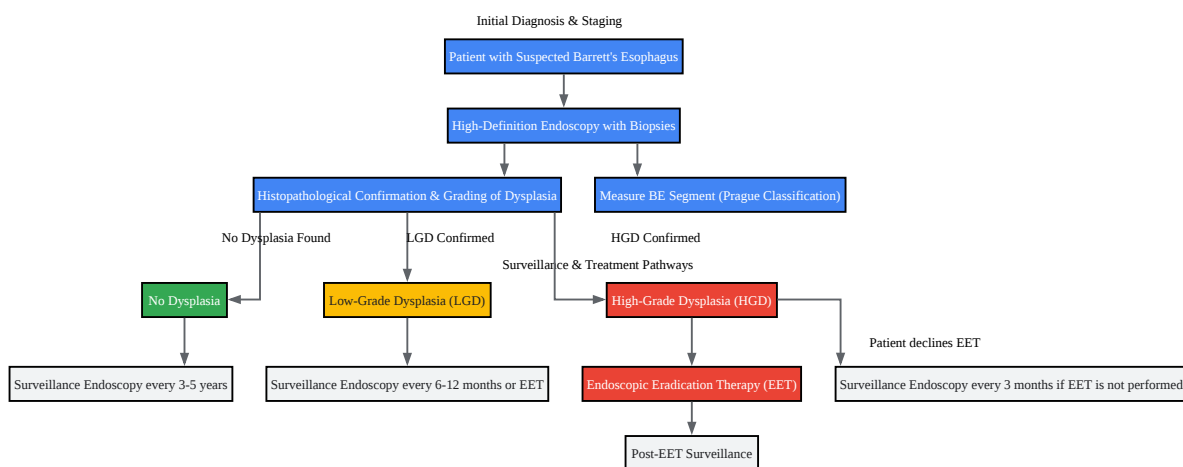 Initial Diagnosis & Staging
Patient with Suspected Barrett's Esophagus
High-Definition Endoscopy with Biopsies
Histopathological Confirmation & Grading of Dysplasia
Measure BE Segment (Prague Classification)
No Dysplasia Found
LGD Confirmed
HGD Confirmed
Surveillance & Treatment Pathways
No Dysplasia
Low-Grade Dysplasia (LGD)
High-Grade Dysplasia (HGD)
Patient declines EET
Surveillance Endoscopy every 3-5 years
Surveillance Endoscopy every 6-12 months or EET
Endoscopic Eradication Therapy (EET)
Surveillance Endoscopy every 3 months if EET is not performed
Post-EET Surveillance